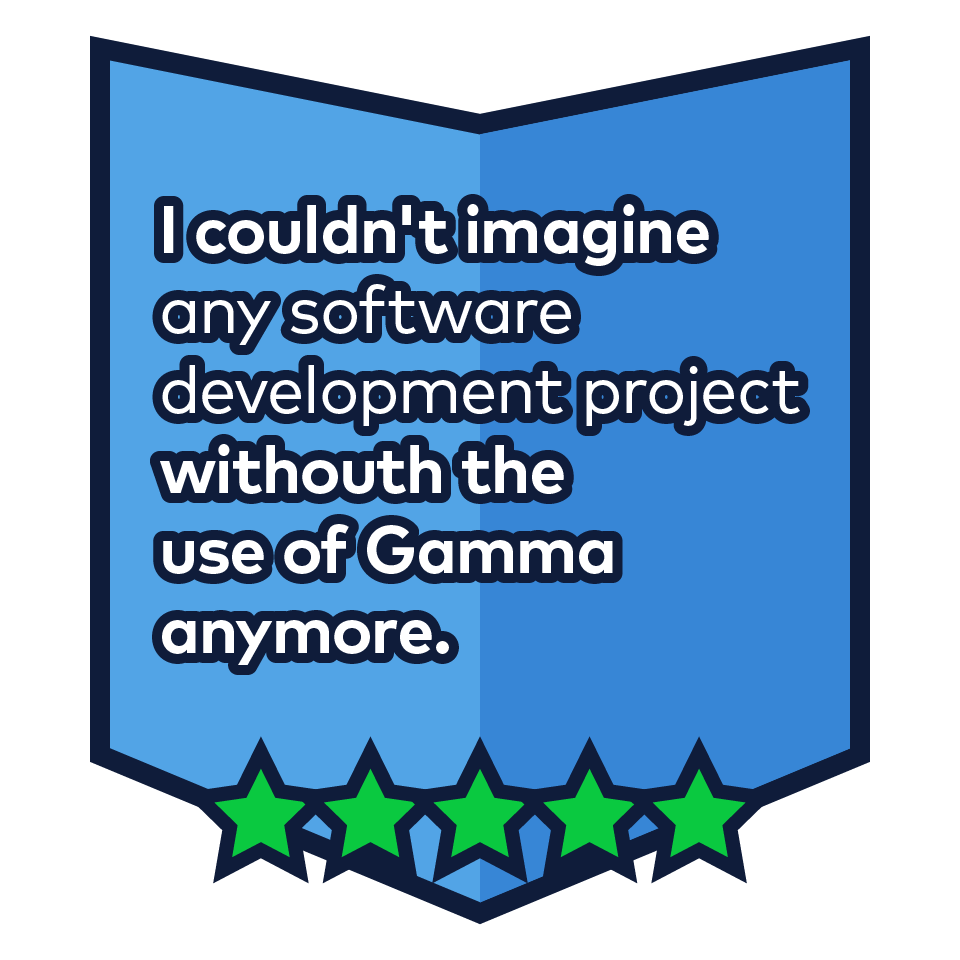 I couldn't imagine
any software
development project
withouth the
use of Gamma
anymore.